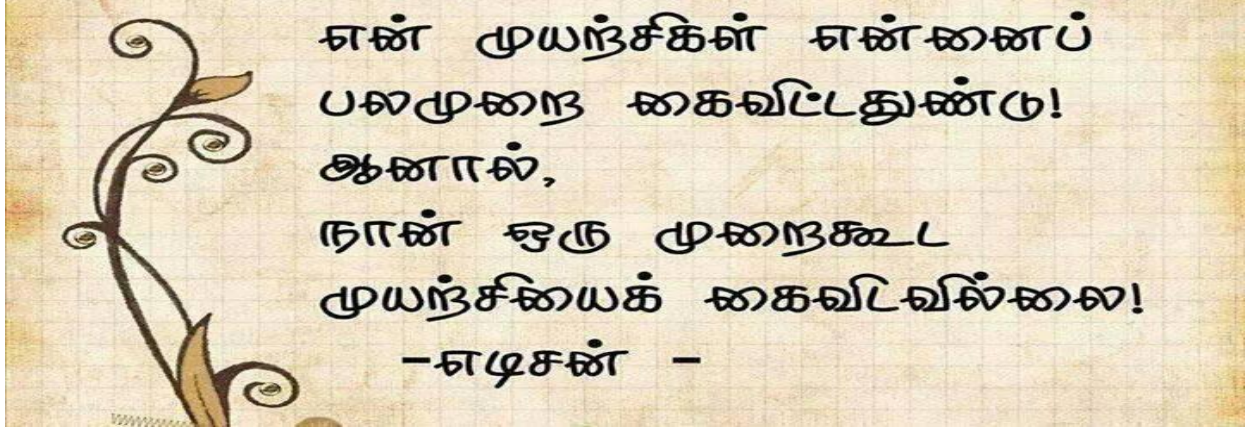 என் முயற்சிகள் என்னைப்
பலமுறை கைவிட்டதுண்டு!
ஆனால்,
நான் ஒரு முறைகூட
முயற்சியைக் கைவிடவில்லை!
-எடிசன் -